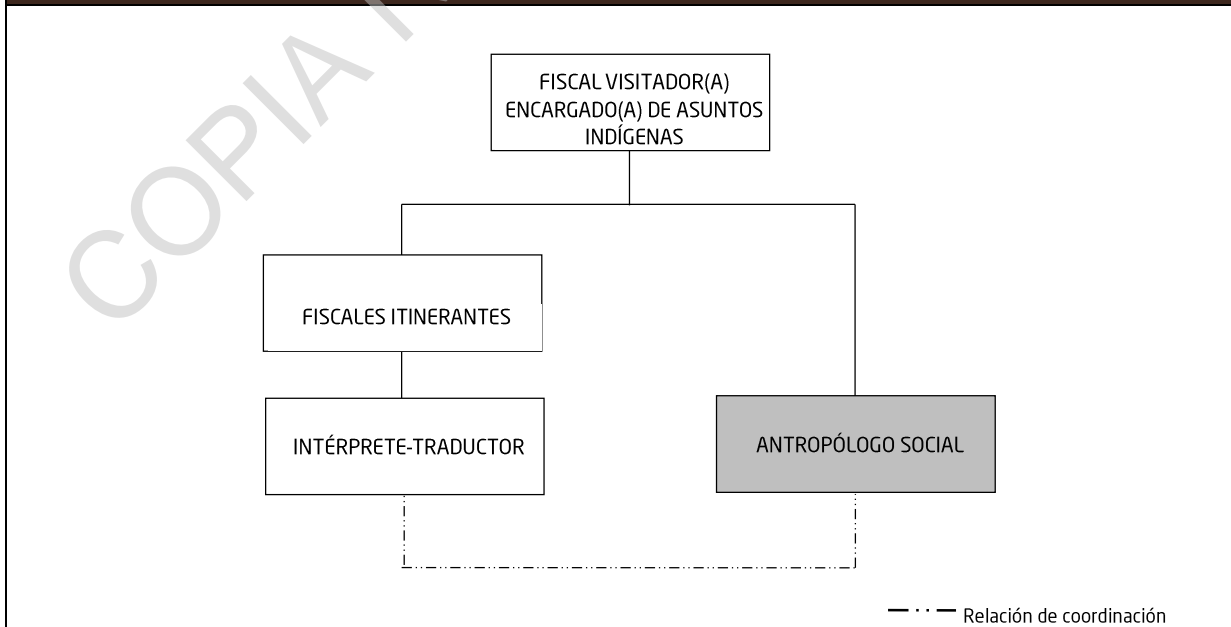 COPIA
FISCAL VISITADOR(A)
ENCARGADO(A) DE ASUNTOS
INDÍGENAS
FISCALES ITINERANTES
INTÉRPRETE-TRADUCTOR
ANTROPÓLOGO SOCIAL
Relación de coordinación